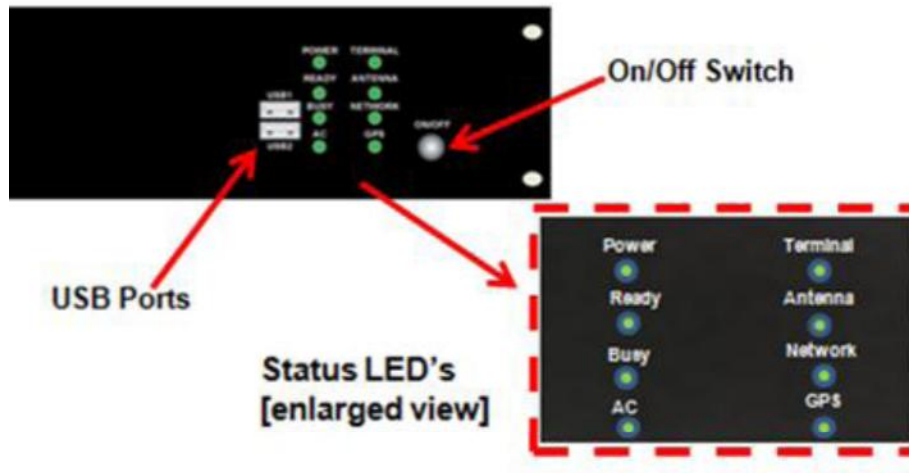 POWER TERMINAL
READY ANTENNA
USB1
BUSY NETWORK
ON/OFF
AC GPS
USB2
On/Off Switch
USB Ports
Power Terminal
Ready Antenna
Busy Network
AC GPS
Status LED's
[enlarged view]